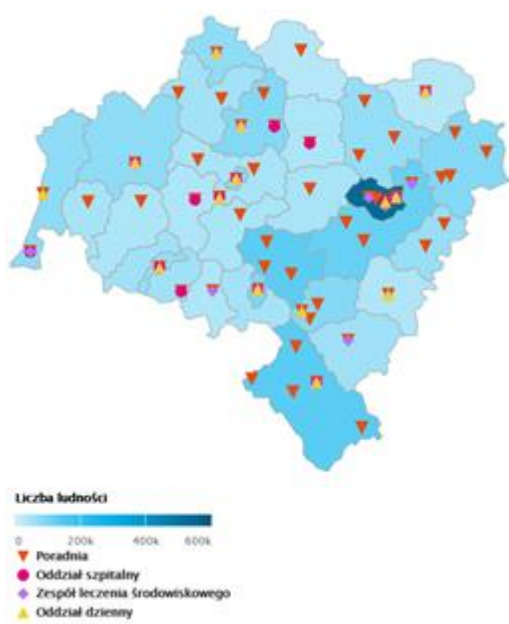 Liczba ludności
0 200k 400k 600k
Poradnia
Oddział szpitalny
Zespół leczenia środowiskowego
Oddział dzienny